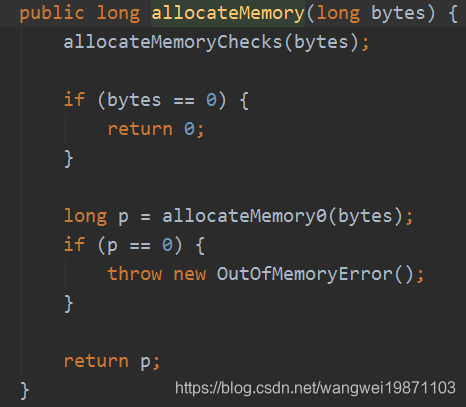 public long allocateMemory(long bytes) {
    allocateMemoryChecks(bytes);

    if (bytes == 0) {
        return 0;
    }

    long p = allocateMemory0(bytes);
    if (p == 0) {
        throw new OutOfMemoryError();
    }

    return p;
}
https://blog.csdn.net/wangwei19871103